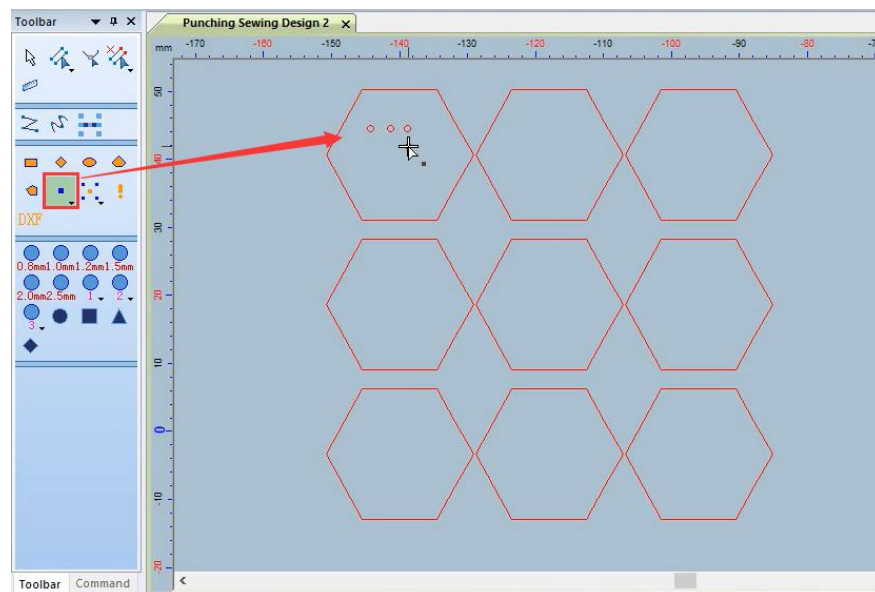 Toolbar
Punching Sewing Design 2
mm
-170 -160 -150 -140 -130 -120 -110 -100 -90 -80 -7
50
40
30
20
10
0
-10
-20
DXF
0.8mm 1.0mm 1.2mm 1.5mm
2.0mm 2.5mm 1 2
3
Toolbar Command